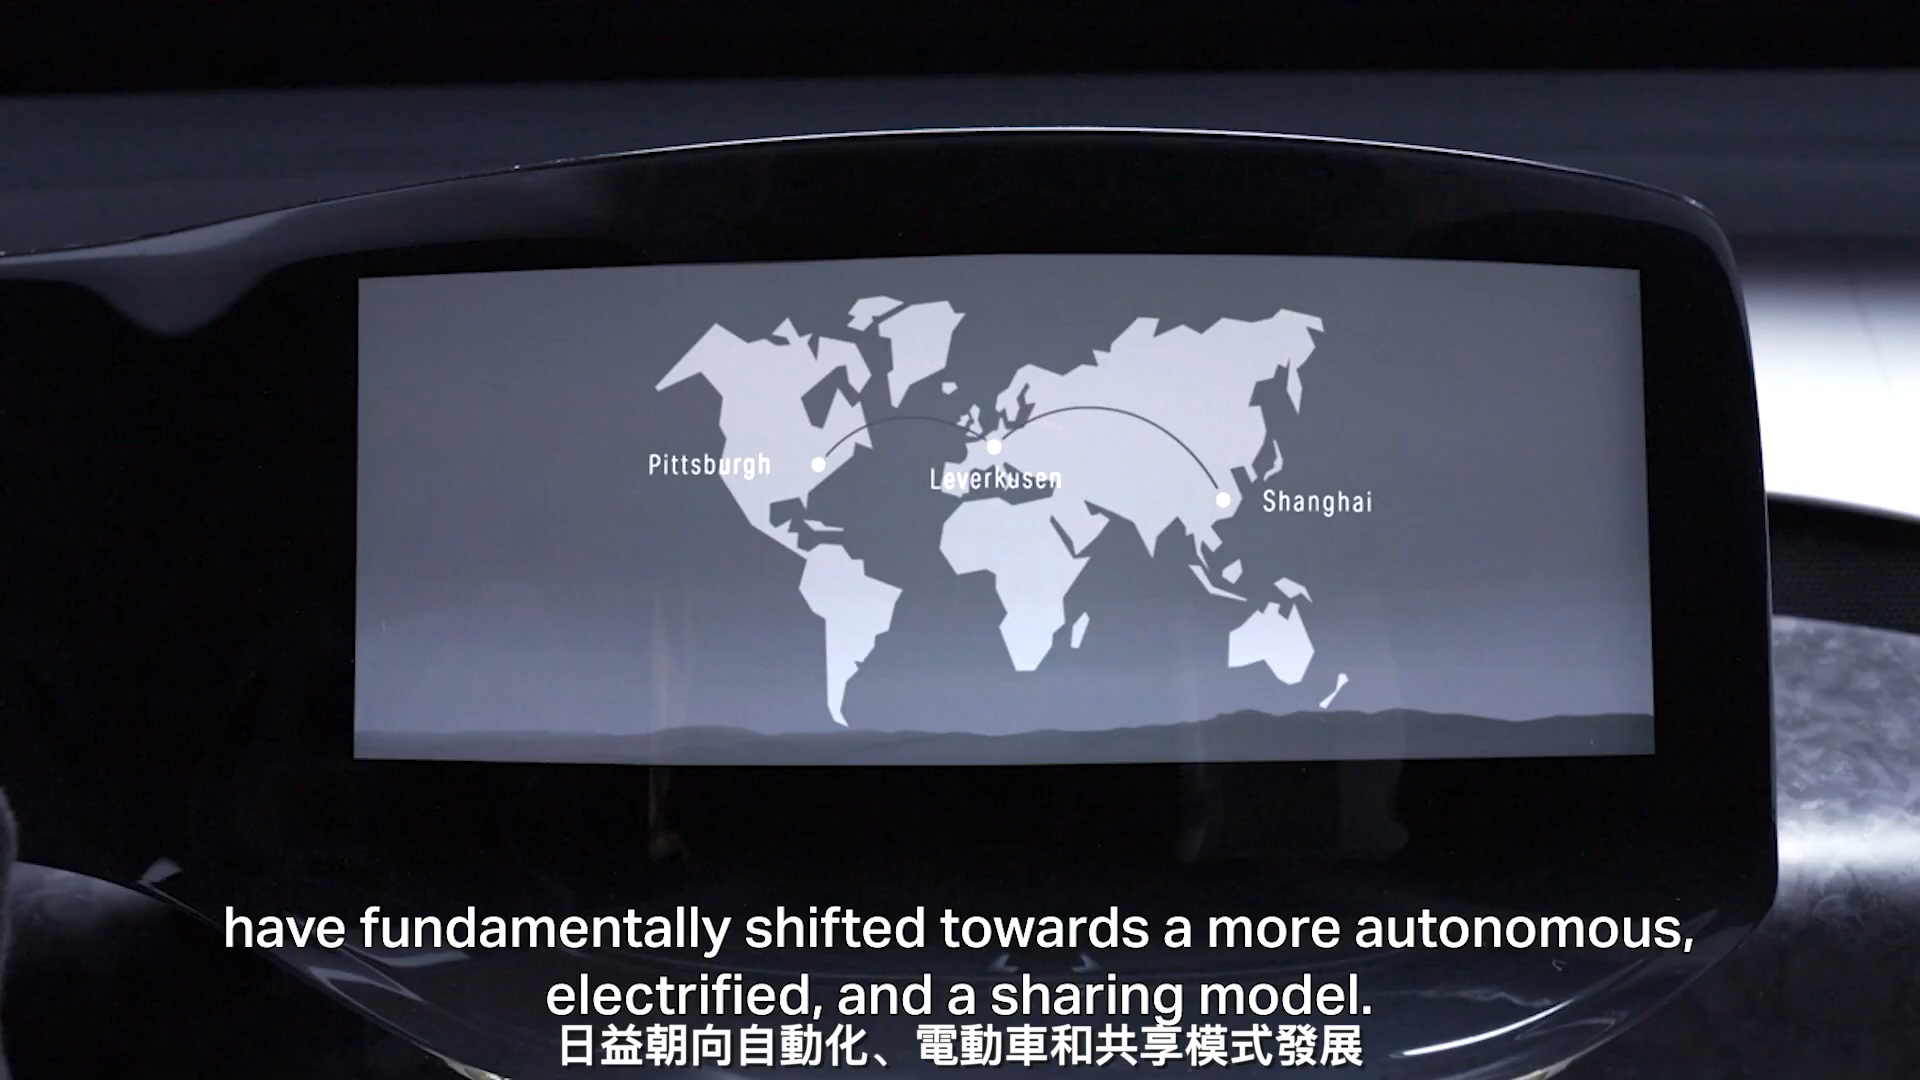 Pittsburgh
Leverkusen
Shanghai
have fundamentally shifted towards a more autonomous,
electrified, and a sharing model.
日益朝向自動化、電動車和共享模式發展